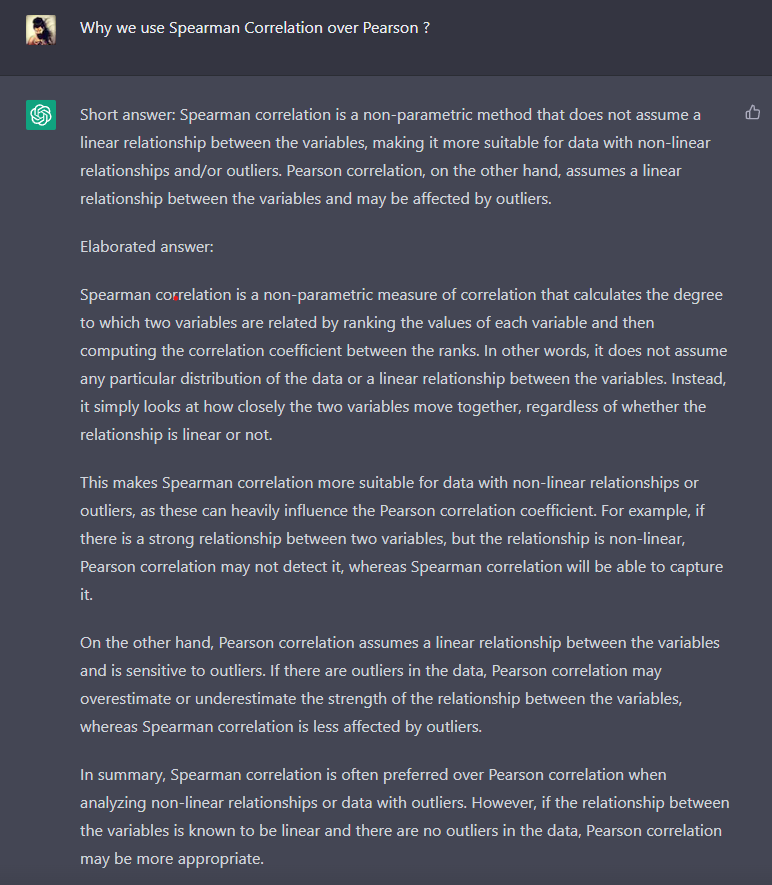 Why we use Spearman Correlation over Pearson ?
Short answer: Spearman correlation is a non-parametric method that does not assume a
linear relationship between the variables, making it more suitable for data with non-linear
relationships and/or outliers. Pearson correlation, on the other hand, assumes a linear
relationship between the variables and may be affected by outliers.
Elaborated answer:
Spearman correlation is a non-parametric measure of correlation that calculates the degree
to which two variables are related by ranking the values of each variable and then
computing the correlation coefficient between the ranks. In other words, it does not assume
any particular distribution of the data or a linear relationship between the variables. Instead,
it simply looks at how closely the two variables move together, regardless of whether the
relationship is linear or not.
This makes Spearman correlation more suitable for data with non-linear relationships or
outliers, as these can heavily influence the Pearson correlation coefficient. For example, if
there is a strong relationship between two variables, but the relationship is non-linear,
Pearson correlation may not detect it, whereas Spearman correlation will be able to capture
it.
On the other hand, Pearson correlation assumes a linear relationship between the variables
and is sensitive to outliers. If there are outliers in the data, Pearson correlation may
overestimate or underestimate the strength of the relationship between the variables,
whereas Spearman correlation is less affected by outliers.
In summary, Spearman correlation is often preferred over Pearson correlation when
analyzing non-linear relationships or data with outliers. However, if the relationship between
the variables is known to be linear and there are no outliers in the data, Pearson correlation
may be more appropriate.